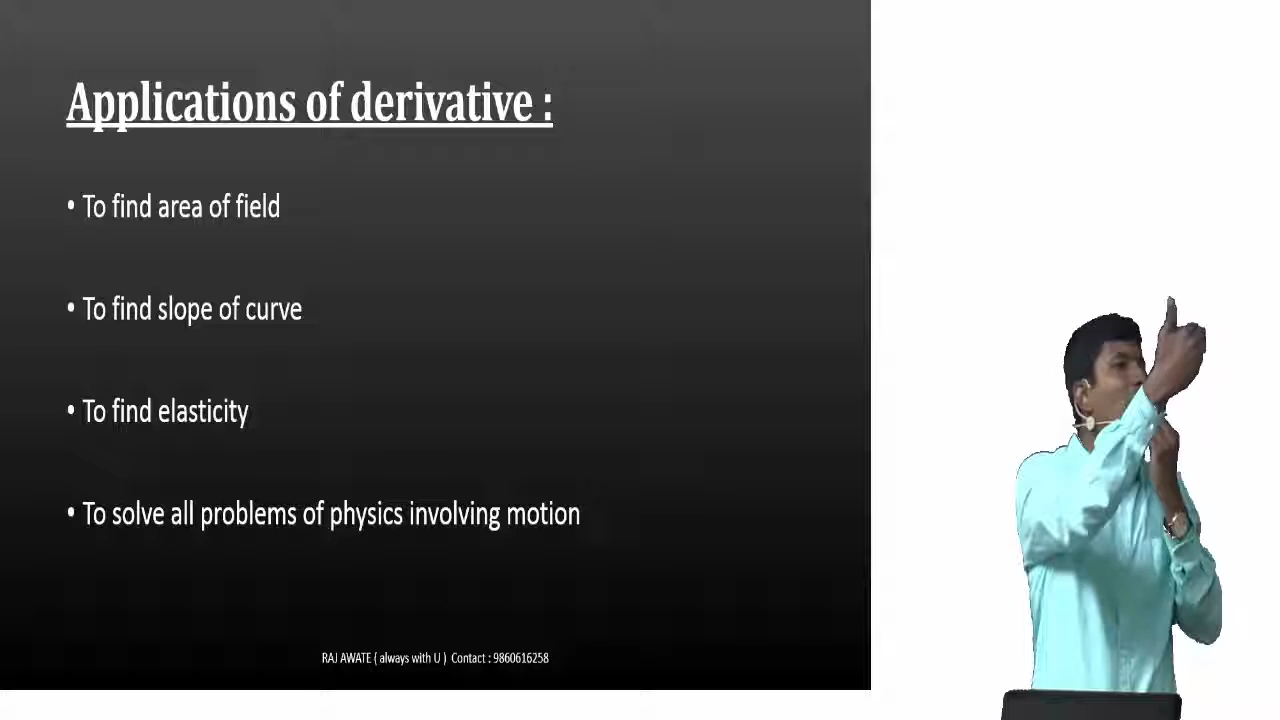 Applications of derivative :
• To find area of field
• To find slope of curve
• To find elasticity
• To solve all problems of physics involving motion
RAJ AWATE ( always with U ) Contact : 9860616258